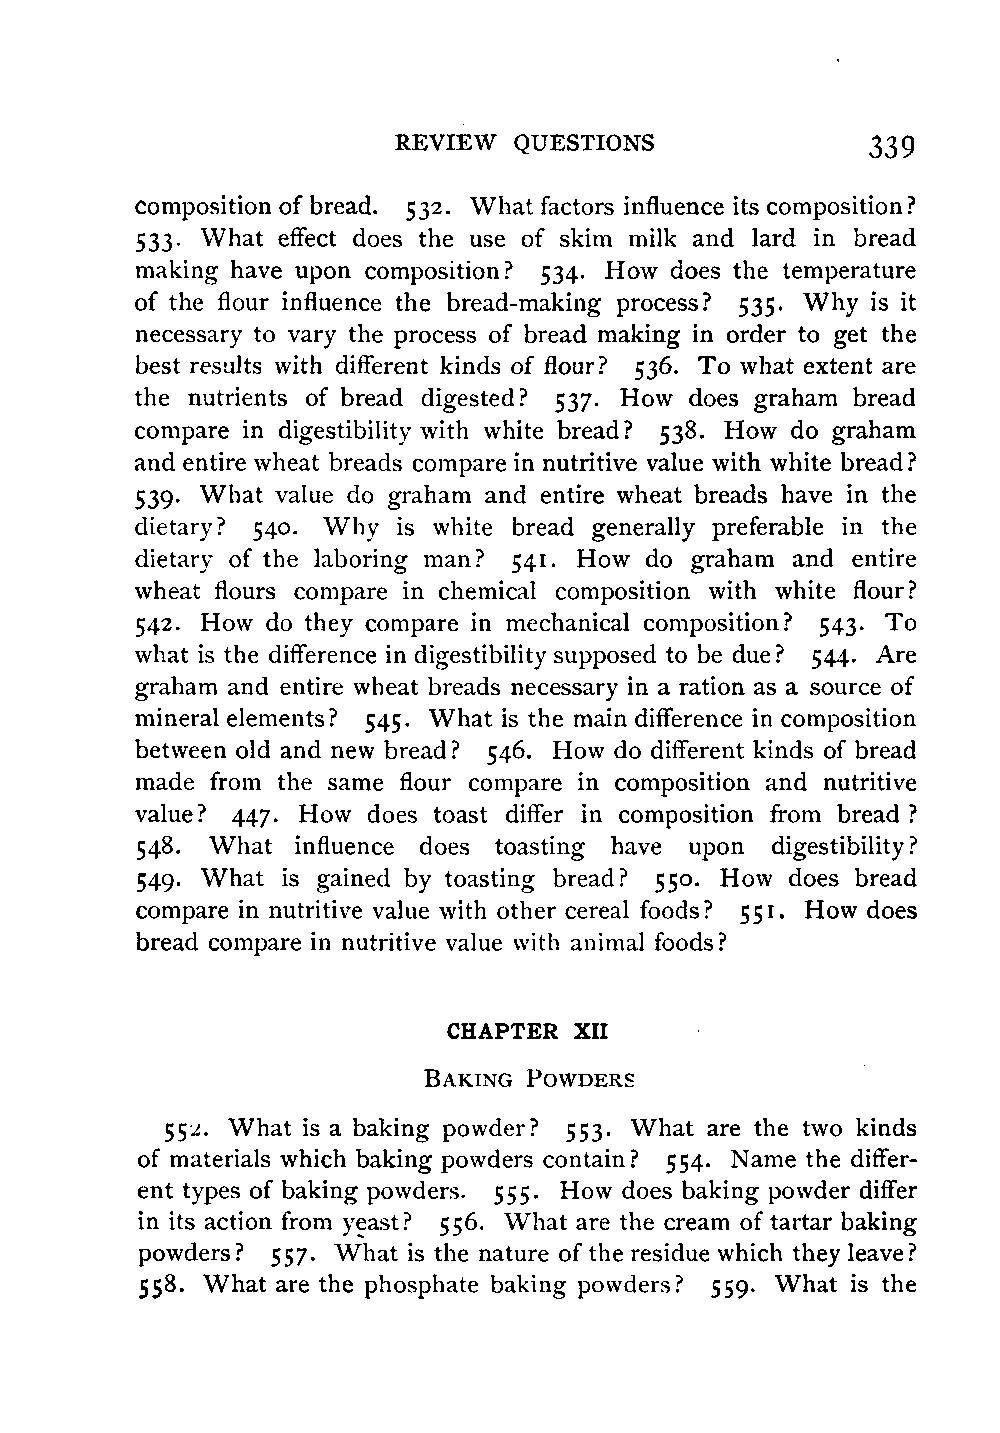 REVIEW QUESTIONS 339
composition of bread. 532. What factors influence its composition?
533. What effect does the use of skim milk and lard in bread
making have upon composition? 534. How does the temperature
of the flour influence the bread-making process? 535. Why is it
necessary to vary the process of bread making in order to get the
best results with different kinds of flour? 536. To what extent are
the nutrients of bread digested? 537. How does graham bread
compare in digestibility with white bread? 538. How do graham
and entire wheat breads compare in nutritive value with white bread?
539. What value do graham and entire wheat breads have in the
dietary? 540. Why is white bread generally preferable in the
dietary of the laboring man? 541. How do graham and entire
wheat flours compare in chemical composition with white flour?
542. How do they compare in mechanical composition? 543. To
what is the difference in digestibility supposed to be due? 544. Are
graham and entire wheat breads necessary in a ration as a source of
mineral elements? 545. What is the main difference in composition
between old and new bread? 546. How do different kinds of bread
made from the same flour compare in composition and nutritive
value? 447. How does toast differ in composition from bread ?
548. What influence does toasting have upon digestibility?
549. What is gained by toasting bread? 550. How does bread
compare in nutritive value with other cereal foods? 551. How does
bread compare in nutritive value with animal foods?
CHAPTER XII
BAKING POWDERS
552. What is a baking powder? 553. What are the two kinds
of materials which baking powders contain? 554. Name the differ-
ent types of baking powders. 555. How does baking powder differ
in its action from yeast? 556. What are the cream of tartar baking
powders? 557. What is the nature of the residue which they leave?
558. What are the phosphate baking powders? 559. What is the